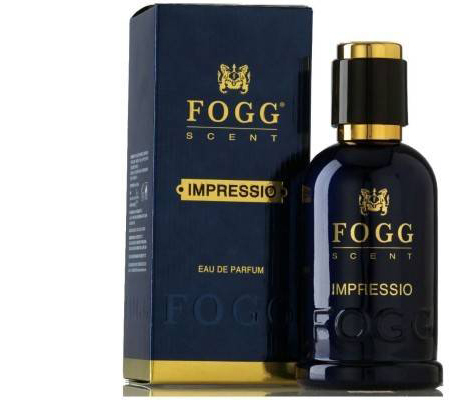 FOGG®
SCENT
IMPRESSIO
EAU DE PARFUM
FOGG
FOGG
SCENT
IMPRESSIO
FOGG